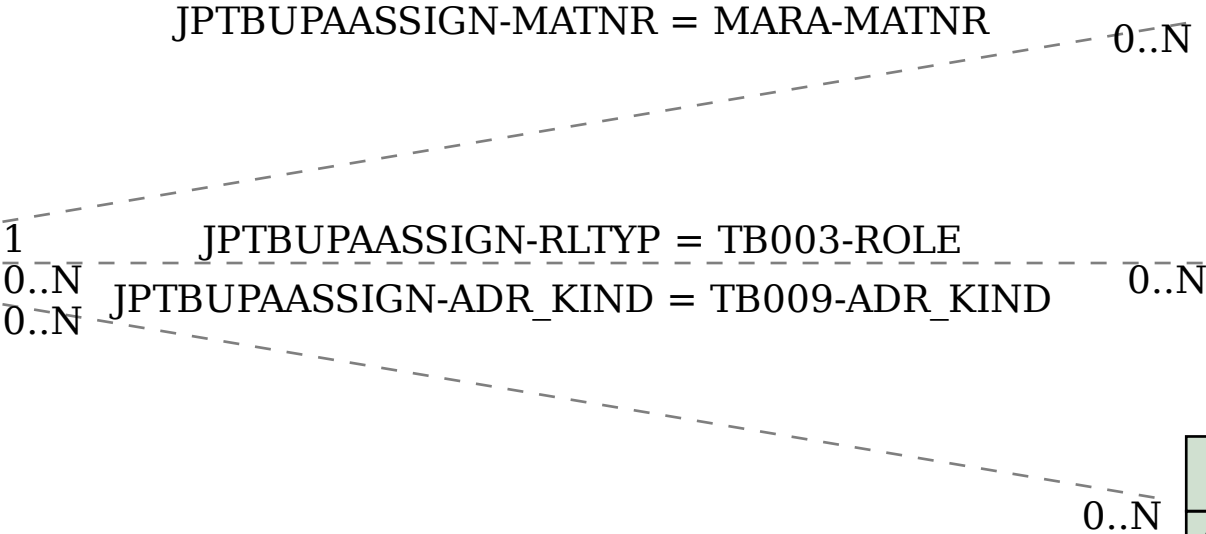 JPTBUPAASSIGN-MATNR = MARA-MATNR
0..N
1
JPTBUPAASSIGN-RLTYP = TB003-ROLE
0..N
0..N
JPTBUPAASSIGN-ADR_KIND = TB009-ADR_KIND
0..N
0..N